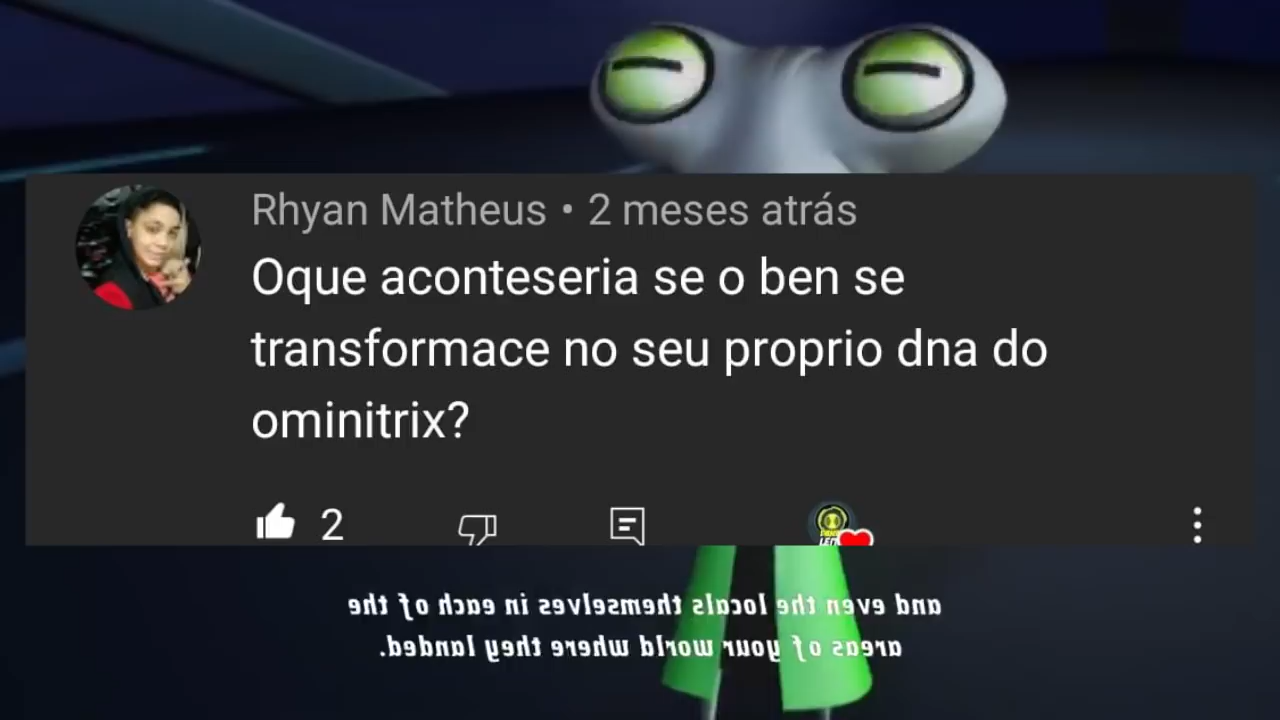 Rhyan Matheus • 2 meses atrás
Oque aconteseria se o ben se
transformace no seu proprio dna do
ominitrix?
2
and even the locals themselves in each of the
areas of your world where they landed.